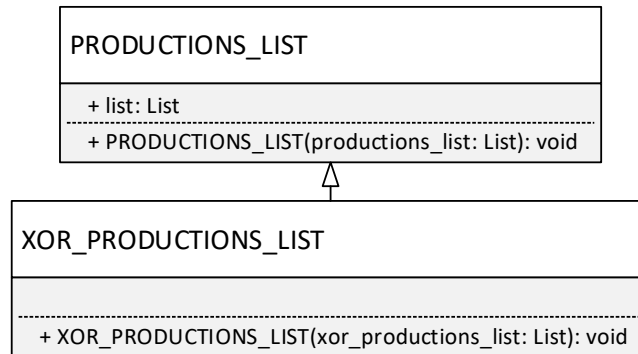 PRODUCTIONS_LIST
+ list: List
+ PRODUCTIONS_LIST(productions_list: List): void
XOR_PRODUCTIONS_LIST
+ XOR_PRODUCTIONS_LIST(xor_productions_list: List): void